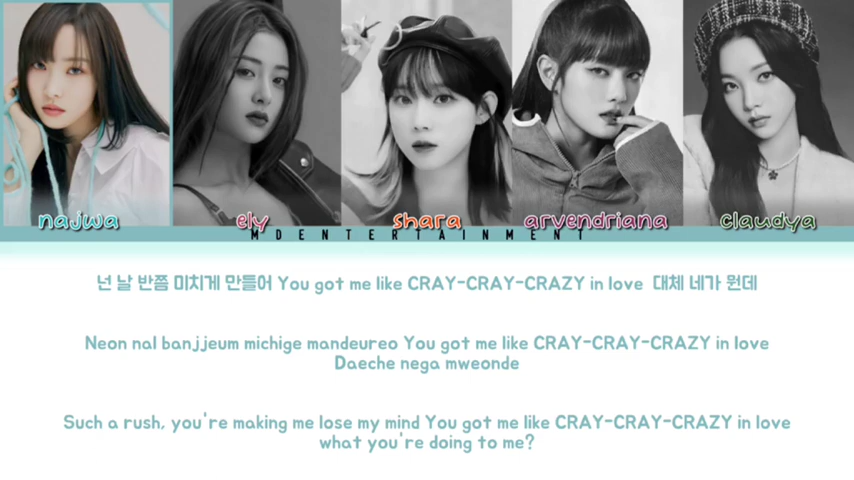 najwa
ely
shara
arvendriana
claudya
MDENTERTAINMENT
넌 날 반쯤 미치게 만들어 You got me like CRAY-CRAY-CRAZY in love 대체 네가 뭔데
Neon nal banjjeum michige mandeureo You got me like CRAY-CRAY-CRAZY in love
Daeche nega mweonde
Such a rush, you're making me lose my mind You got me like CRAY-CRAY-CRAZY in love
what you're doing to me?